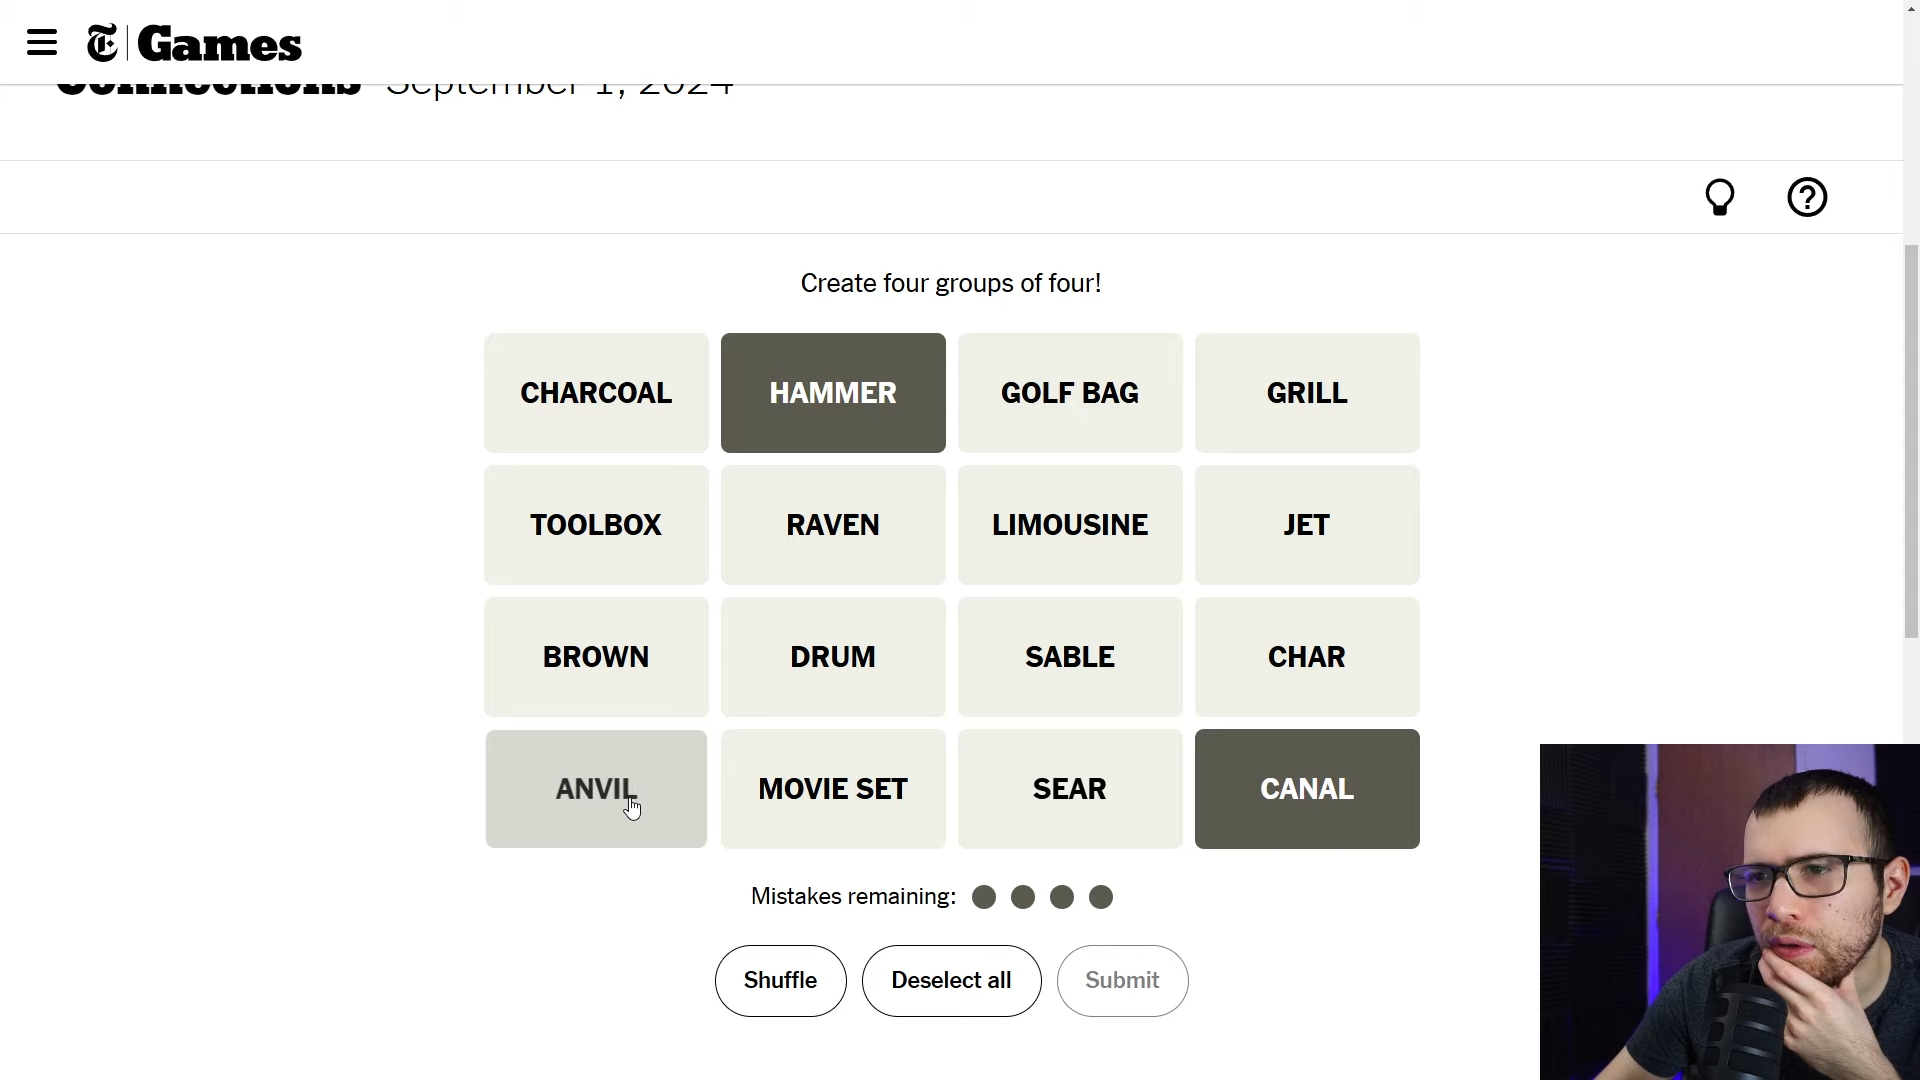 T Games
Connections September 1, 2024
Create four groups of four!
CHARCOAL HAMMER GOLF BAG GRILL
TOOLBOX RAVEN LIMOUSINE JET
BROWN DRUM SABLE CHAR
ANVIL MOVIE SET SEAR CANAL
Mistakes remaining:
Shuffle Deselect all Submit